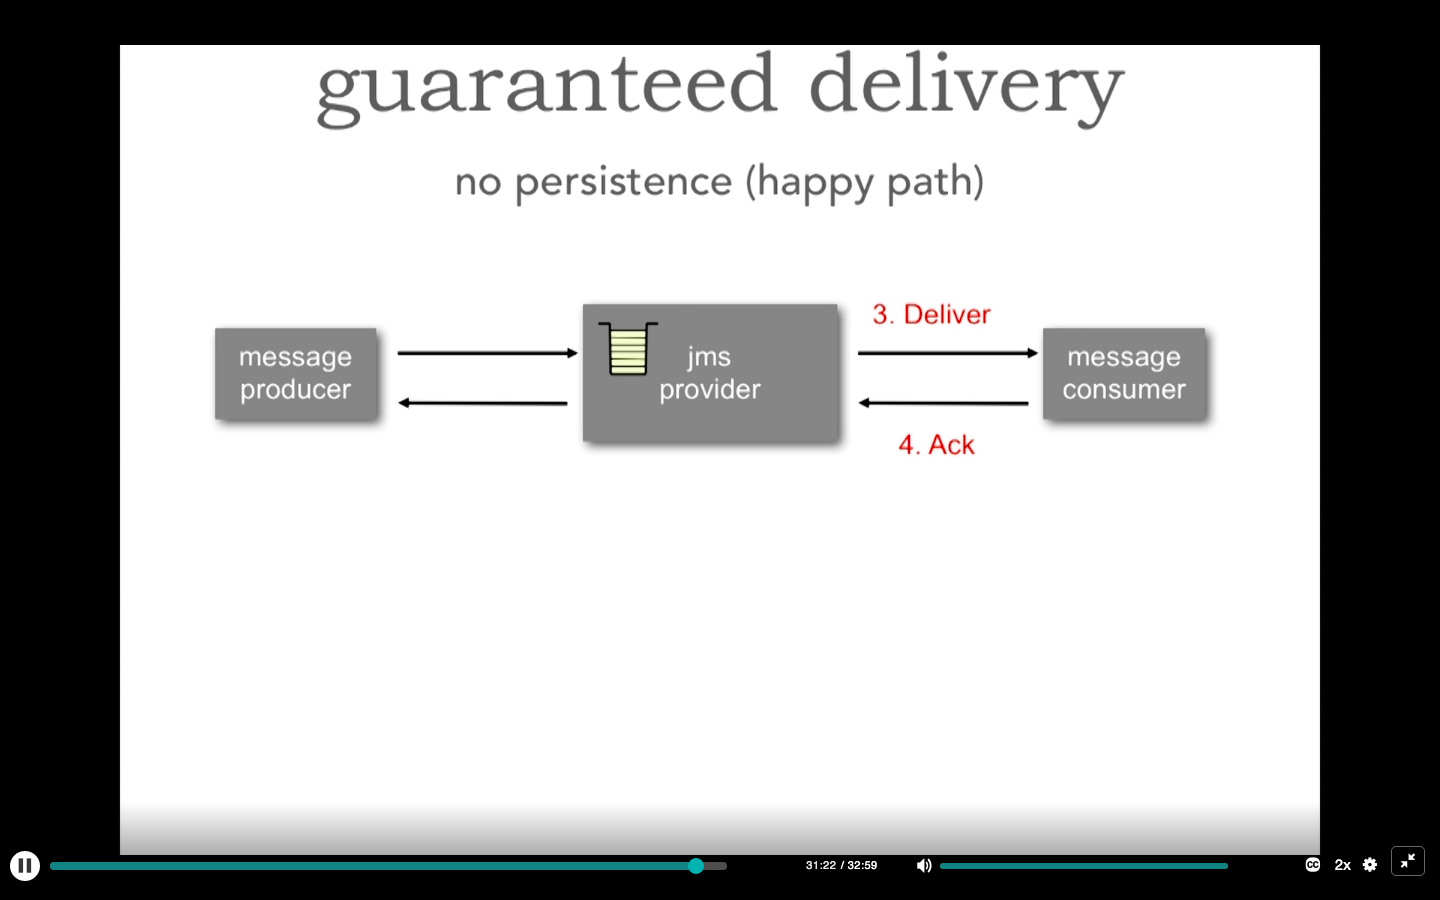 guaranteed delivery
no persistence (happy path)
message
producer
jms
provider
3. Deliver
4. Ack
message
consumer
31:22 / 32:59
CC
2x